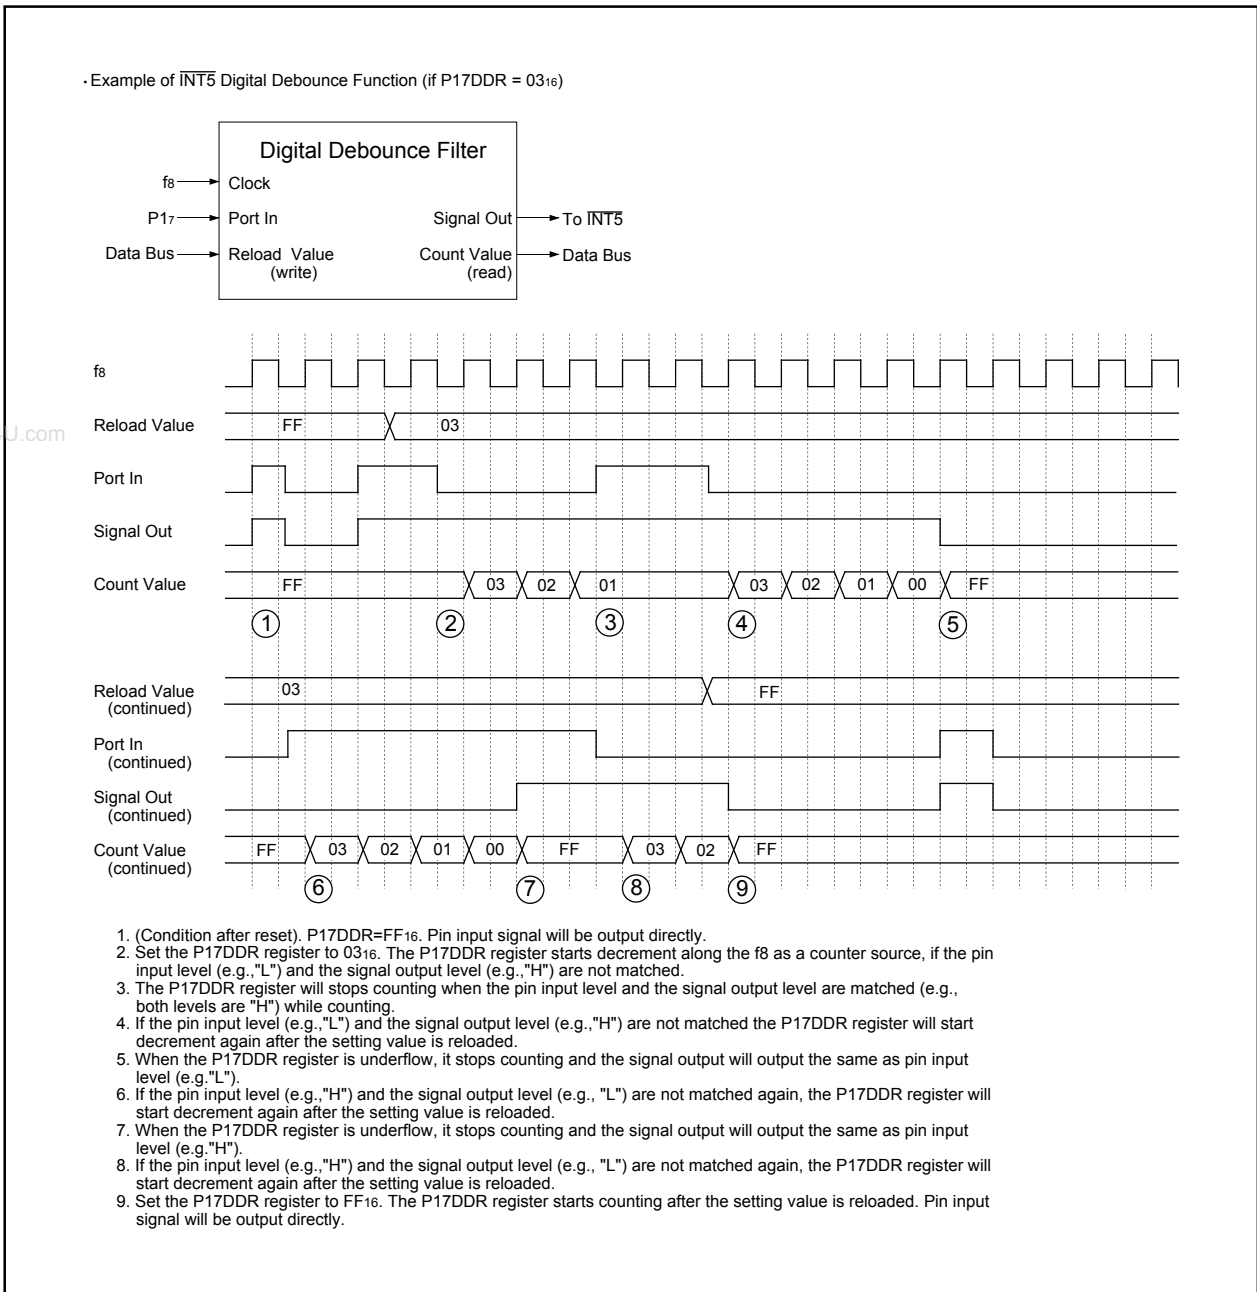 • Example of INT5 Digital Debounce Function (if P17DDR = 0316)
Digital Debounce Filter
f8 Clock
P17 Port In Signal Out To INT5
Data Bus Reload Value Count Value Data Bus
(write) (read)
f8
Reload Value FF 03
U.com
Port In
Signal Out
Count Value FF 03 02 01 03 02 01 00 FF
1 2 3 4 5
Reload Value 03 FF
(continued)
Port In
(continued)
Signal Out
(continued)
Count Value FF 03 02 01 00 FF 03 02 FF
(continued)
6 7 8 9
1. (Condition after reset). P17DDR=FF16. Pin input signal will be output directly.
2. Set the P17DDR register to 0316. The P17DDR register starts decrement along the f8 as a counter source, if the pin
input level (e.g.,"L") and the signal output level (e.g.,"H") are not matched.
3. The P17DDR register will stops counting when the pin input level and the signal output level are matched (e.g.,
both levels are "H") while counting.
4. If the pin input level (e.g.,"L") and the signal output level (e.g.,"H") are not matched the P17DDR register will start
decrement again after the setting value is reloaded.
5. When the P17DDR register is underflow, it stops counting and the signal output will output the same as pin input
level (e.g."L").
6. If the pin input level (e.g.,"H") and the signal output level (e.g., "L") are not matched again, the P17DDR register will
start decrement again after the setting value is reloaded.
7. When the P17DDR register is underflow, it stops counting and the signal output will output the same as pin input
level (e.g."H").
8. If the pin input level (e.g.,"H") and the signal output level (e.g., "L") are not matched again, the P17DDR register will
start decrement again after the setting value is reloaded.
9. Set the P17DDR register to FF16. The P17DDR register starts counting after the setting value is reloaded. Pin input
signal will be output directly.